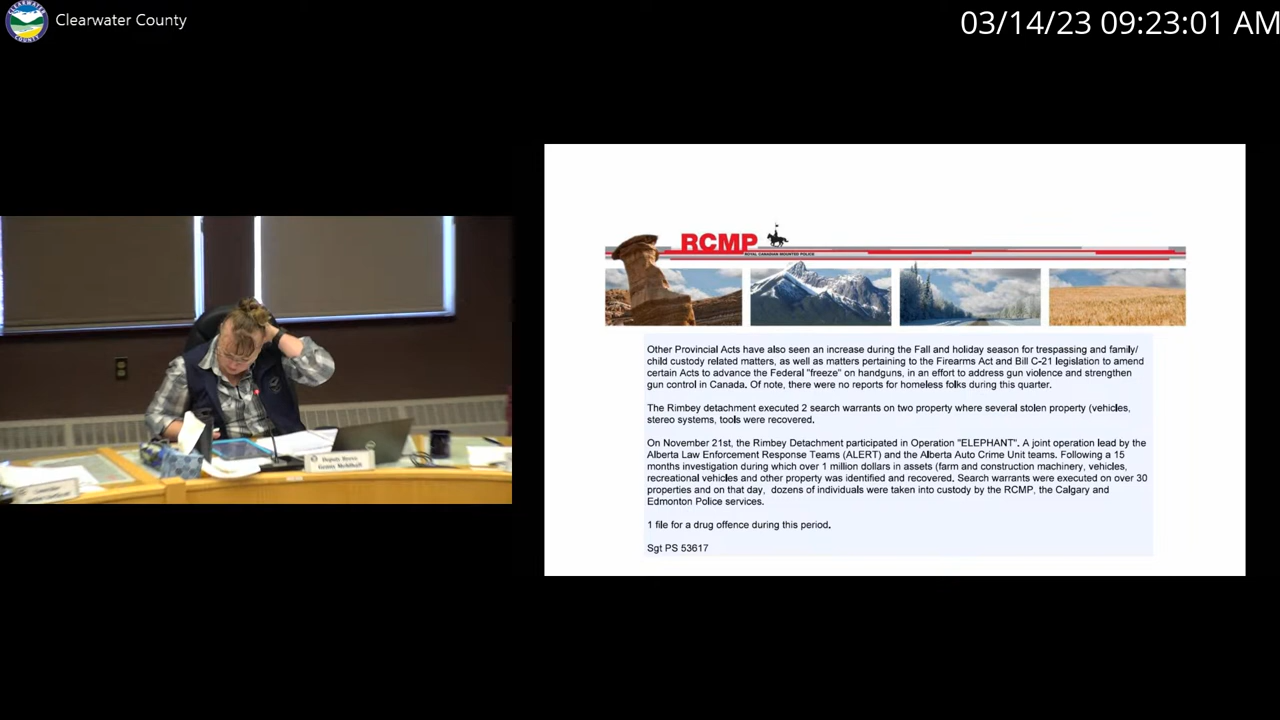 Clearwater County
03/14/23 09:23:01 AM
CLEARWATER
COUNTY
RCMP
ROYAL CANADIAN MOUNTED POLICE
Other Provincial Acts have also seen an increase during the Fall and holiday season for trespassing and family/
child custody related matters, as well as matters pertaining to the Firearms Act and Bill C-21 legislation to amend
certain Acts to advance the Federal "freeze" on handguns, in an effort to address gun violence and strengthen
gun control in Canada. Of note, there were no reports for homeless folks during this quarter.
The Rimbey detachment executed 2 search warrants on two property where several stolen property (vehicles,
stereo systems, tools were recovered.
On November 21st, the Rimbey Detachment participated in Operation "ELEPHANT". A joint operation lead by the
Alberta Law Enforcement Response Teams (ALERT) and the Alberta Auto Crime Unit teams. Following a 15
months investigation during which over 1 million dollars in assets (farm and construction machinery, vehicles,
recreational vehicles and other property was identified and recovered. Search warrants were executed on over 30
properties and on that day, dozens of individuals were taken into custody by the RCMP, the Calgary and
Edmonton Police services.
1 file for a drug offence during this period.
Sgt PS 53617
Deputy Reeve